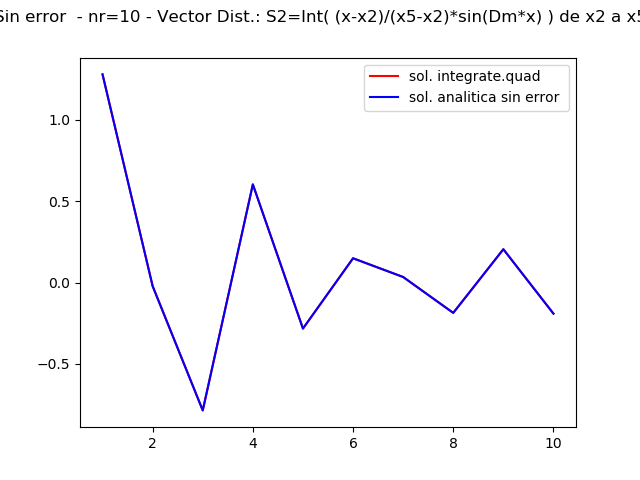 Sin error - nr=10 - Vector Dist.: S2=Int( (x-x2)/(x5-x2)*sin(Dm*x) ) de x2 a x5
sol. integrate.quad
sol. analitica sin error
1.0
0.5
0.0
−0.5
2 4 6 8 10